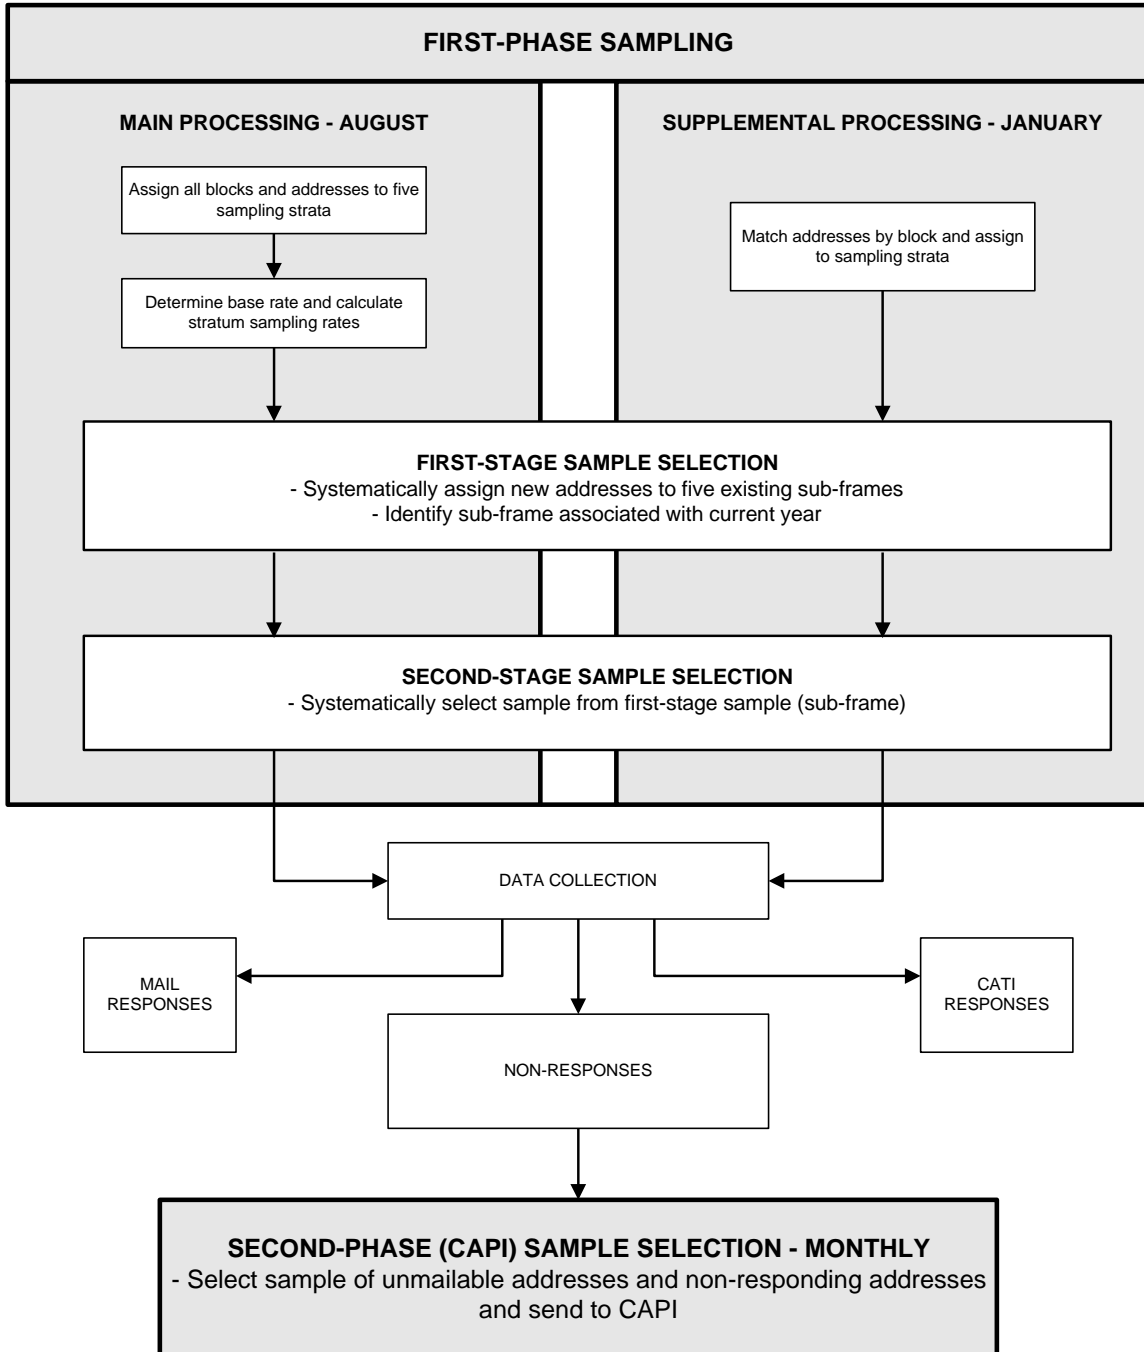 FIRST-PHASE SAMPLING
MAIN PROCESSING - AUGUST
Assign all blocks and addresses to five
sampling strata
Determine base rate and calculate
stratum sampling rates
SUPPLEMENTAL PROCESSING - JANUARY
Match addresses by block and assign
to sampling strata
FIRST-STAGE SAMPLE SELECTION
- Systematically assign new addresses to five existing sub-frames
- Identify sub-frame associated with current year
SECOND-STAGE SAMPLE SELECTION
- Systematically select sample from first-stage sample (sub-frame)
DATA COLLECTION
MAIL
RESPONSES
NON-RESPONSES
CATI
RESPONSES
SECOND-PHASE (CAPI) SAMPLE SELECTION - MONTHLY
- Select sample of unmailable addresses and non-responding addresses
and send to CAPI